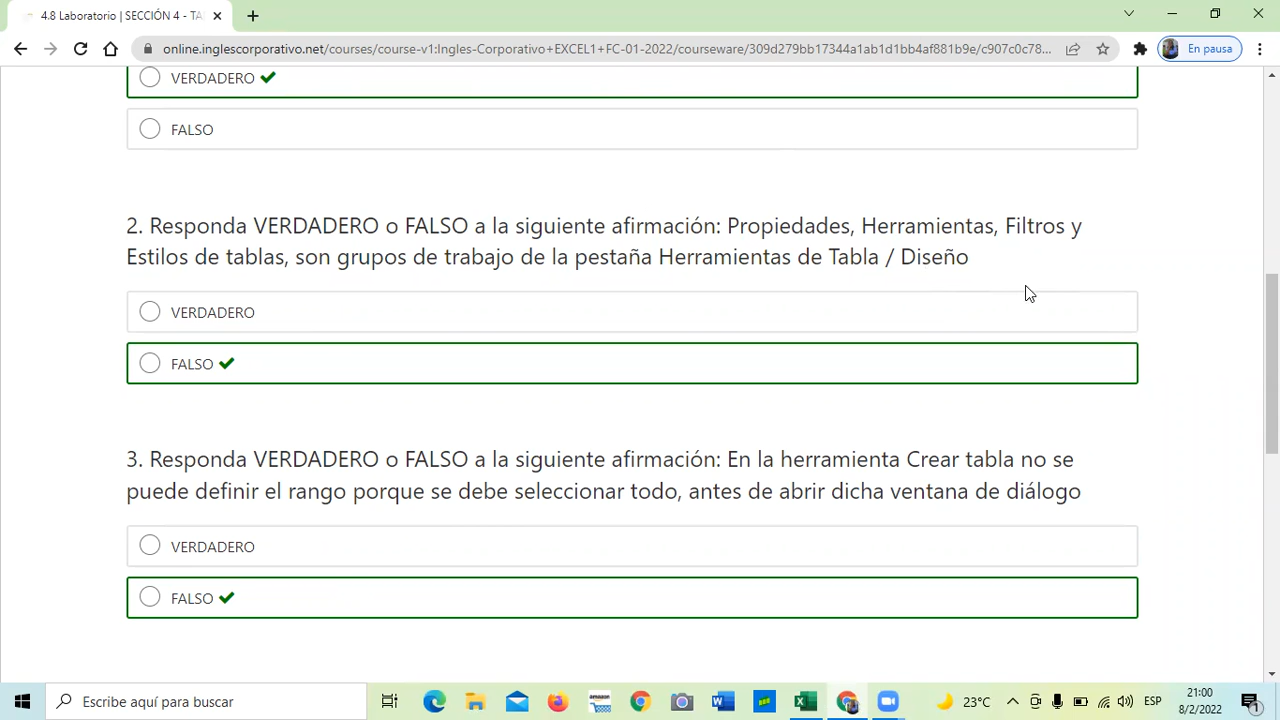 4.8 Laboratorio | SECCIÓN 4 - TA
online.inglescorporativo.net/courses/course-v1:Ingles-Corporativo+EXCEL1+FC-01-2022/courseware/309d279bb17344a1ab1d1bb4af881b9e/c907c0c78...
En pausa
VERDADERO
FALSO
2. Responda VERDADERO o FALSO a la siguiente afirmación: Propiedades, Herramientas, Filtros y
Estilos de tablas, son grupos de trabajo de la pestaña Herramientas de Tabla / Diseño
VERDADERO
FALSO
3. Responda VERDADERO o FALSO a la siguiente afirmación: En la herramienta Crear tabla no se
puede definir el rango porque se debe seleccionar todo, antes de abrir dicha ventana de diálogo
VERDADERO
FALSO
Escribe aquí para buscar
amazon
23°C
ESP
21:00
8/2/2022
1